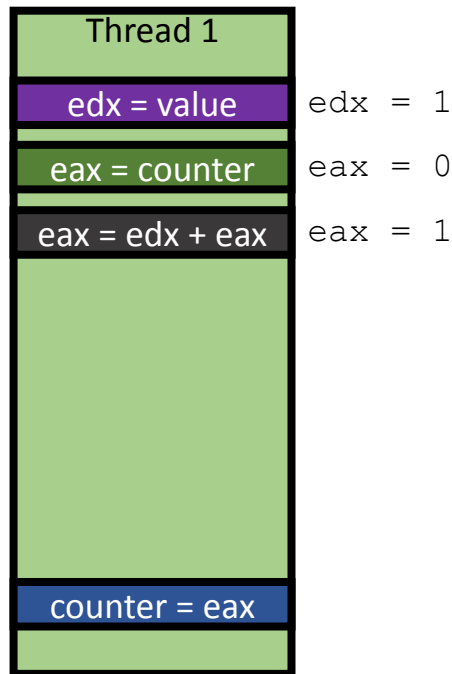 Thread 1
edx = value edx = 1
eax = counter eax = 0
eax = edx + eax eax = 1
counter = eax